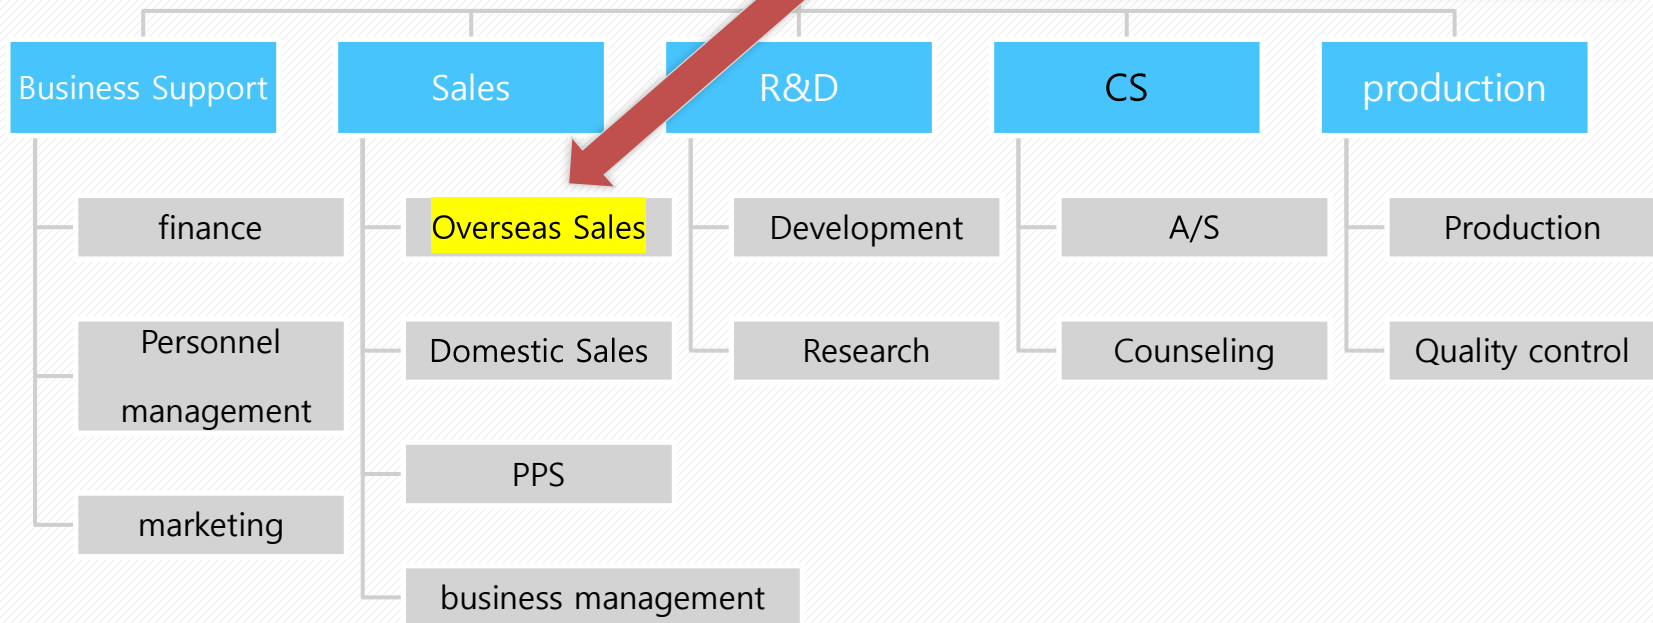 Business Support
Sales
R&D
CS
production
finance
Overseas Sales
Development
A/S
Production
Personnel
management
Domestic Sales
Research
Counseling
Quality control
PPS
marketing
business management